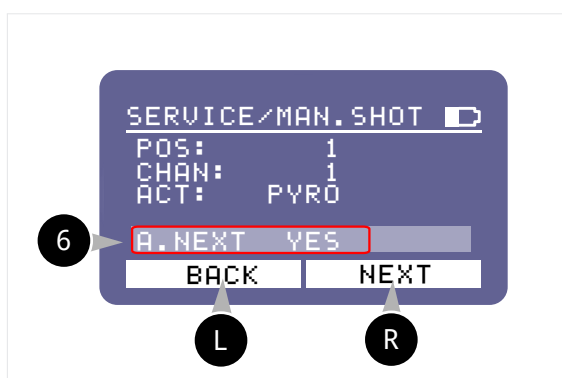 SERVICE/MAN.SHOT
POS: 1
CHAN: 1
ACT: PYRO
6
A.NEXT YES
BACK NEXT
L R